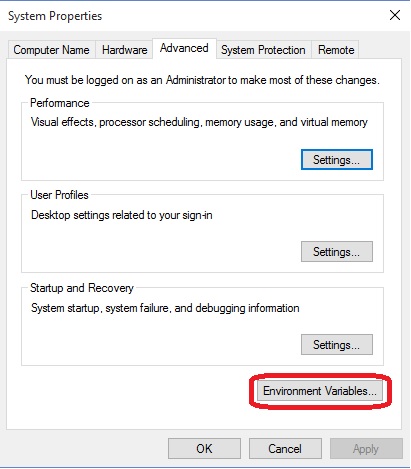 System Properties
Computer Name Hardware Advanced System Protection Remote
You must be logged on as an Administrator to make most of these changes.
Performance
Visual effects, processor scheduling, memory usage, and virtual memory
Settings...
User Profiles
Desktop settings related to your sign-in
Settings...
Startup and Recovery
System startup, system failure, and debugging information
Settings...
Environment Variables...
OK Cancel Apply